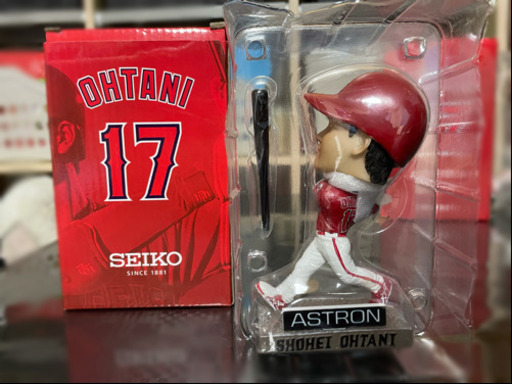 OHTANI
17
SEIKO
SINCE 1881
ASTRON
SHOHEI OHTANI